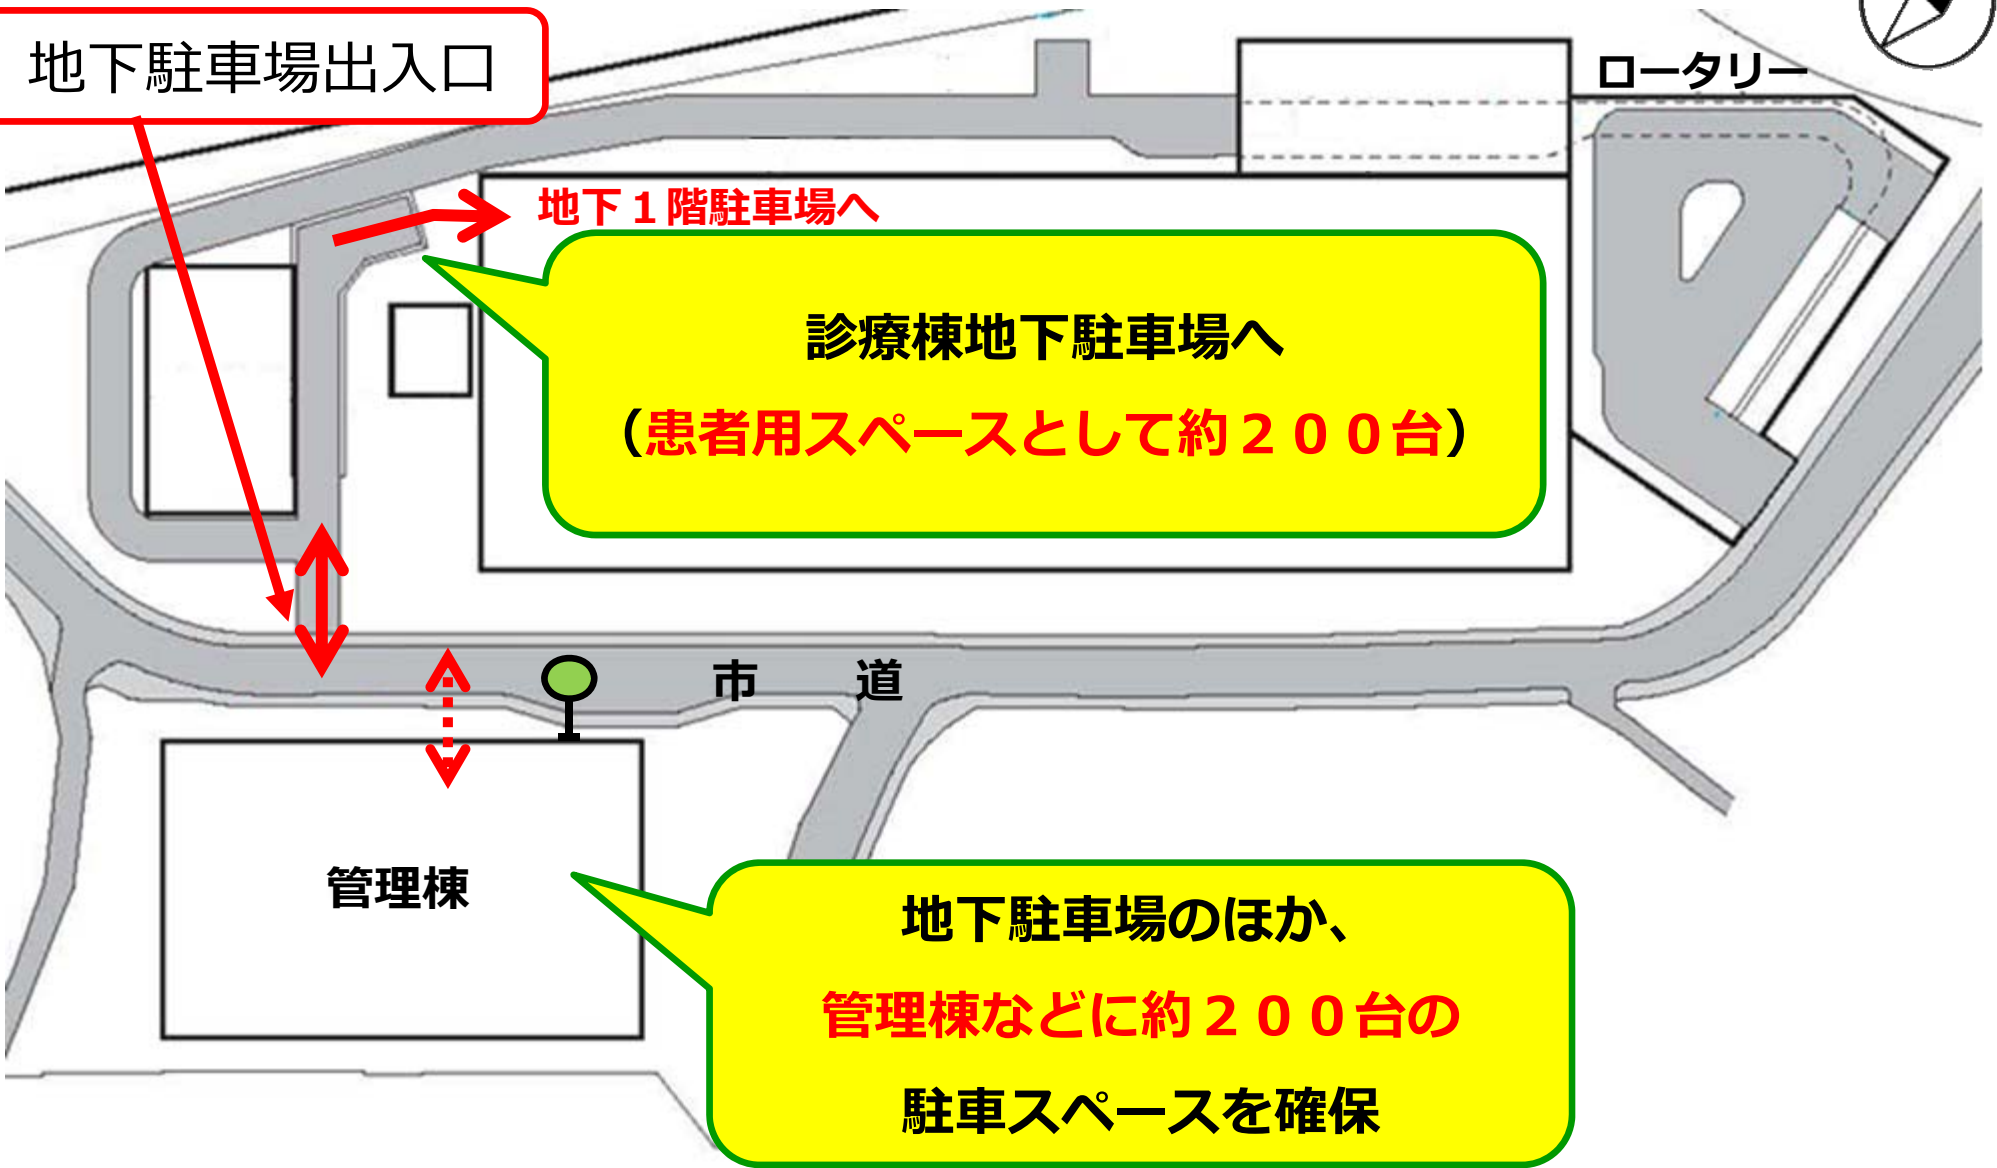 地下駐車場出入口
ロータリー
地下１階駐車場へ
診療棟地下駐車場へ
（患者用スペースとして約２００台）
市　道
管理棟
地下駐車場のほか、
管理棟などに約２００台の
駐車スペースを確保